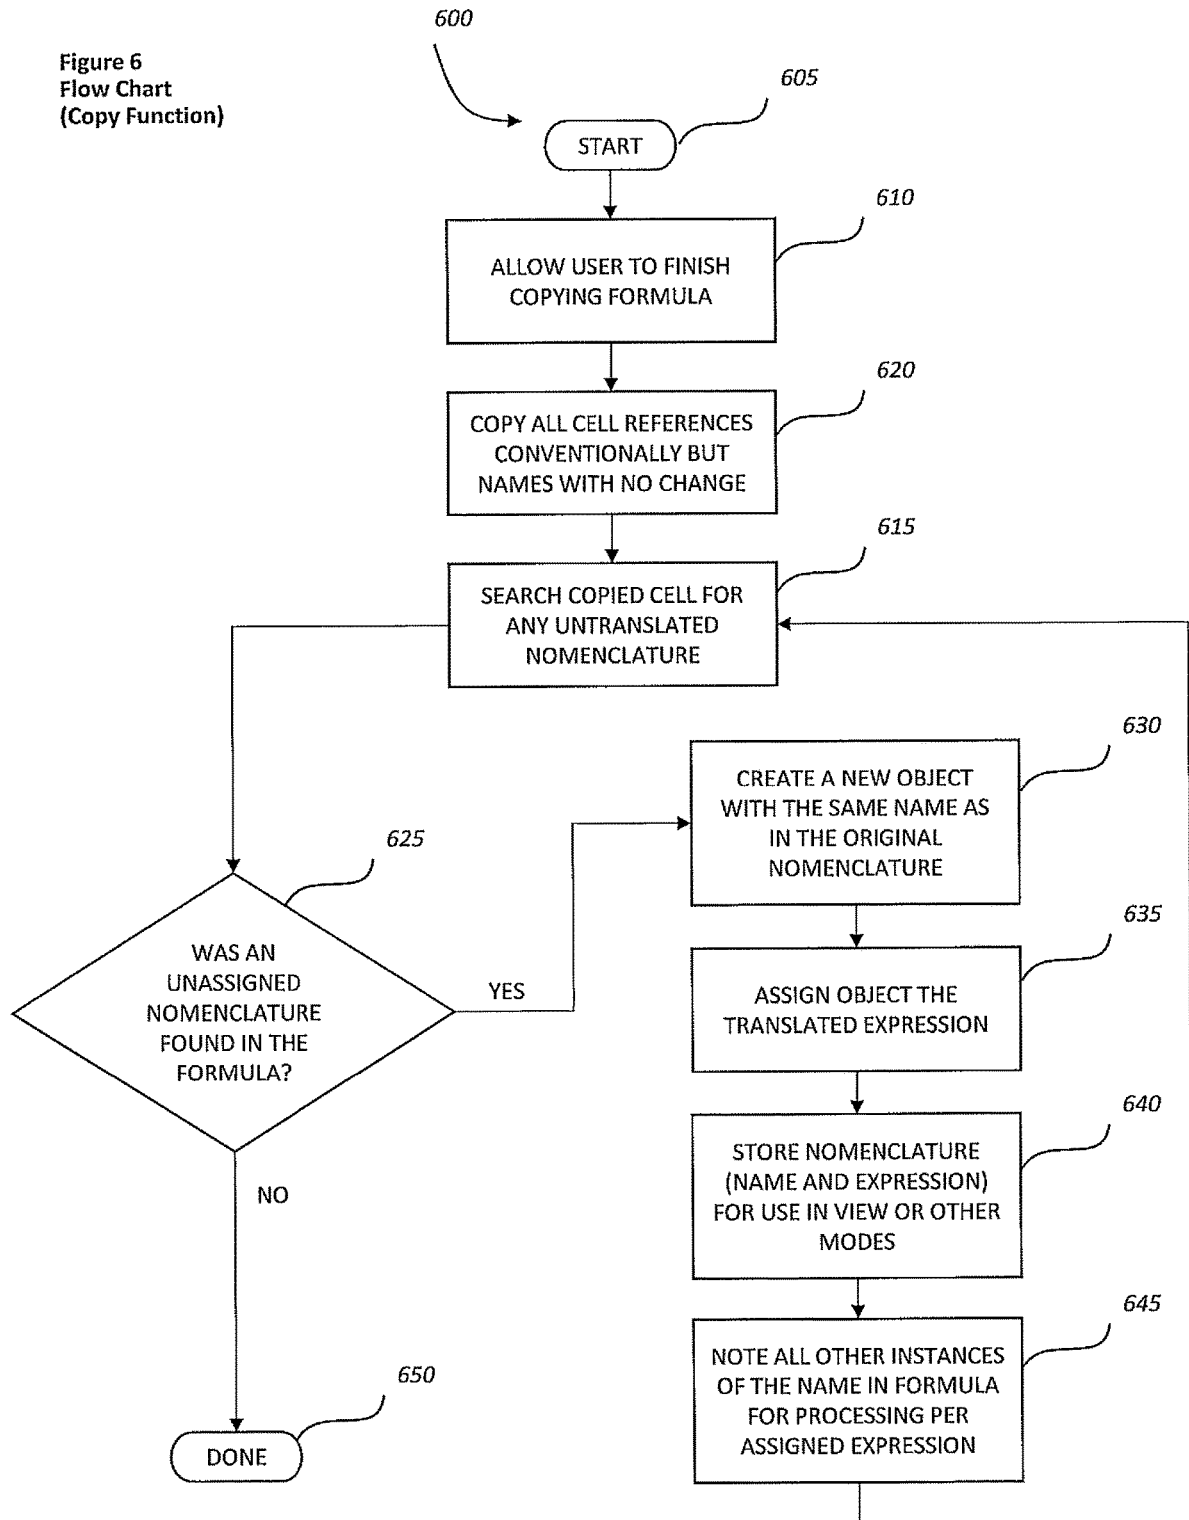 600
Figure 6
Flow Chart
(Copy Function)
605
START
610
ALLOW USER TO FINISH
COPYING FORMULA
620
COPY ALL CELL REFERENCES
CONVENTIONALLY BUT
NAMES WITH NO CHANGE
615
SEARCH COPIED CELL FOR
ANY UNTRANSLATED
NOMENCLATURE
625
WAS AN
UNASSIGNED
NOMENCLATURE
FOUND IN THE
FORMULA?
YES
NO
630
CREATE A NEW OBJECT
WITH THE SAME NAME AS
IN THE ORIGINAL
NOMENCLATURE
635
ASSIGN OBJECT THE
TRANSLATED EXPRESSION
640
STORE NOMENCLATURE
(NAME AND EXPRESSION)
FOR USE IN VIEW OR OTHER
MODES
645
NOTE ALL OTHER INSTANCES
OF THE NAME IN FORMULA
FOR PROCESSING PER
ASSIGNED EXPRESSION
650
DONE